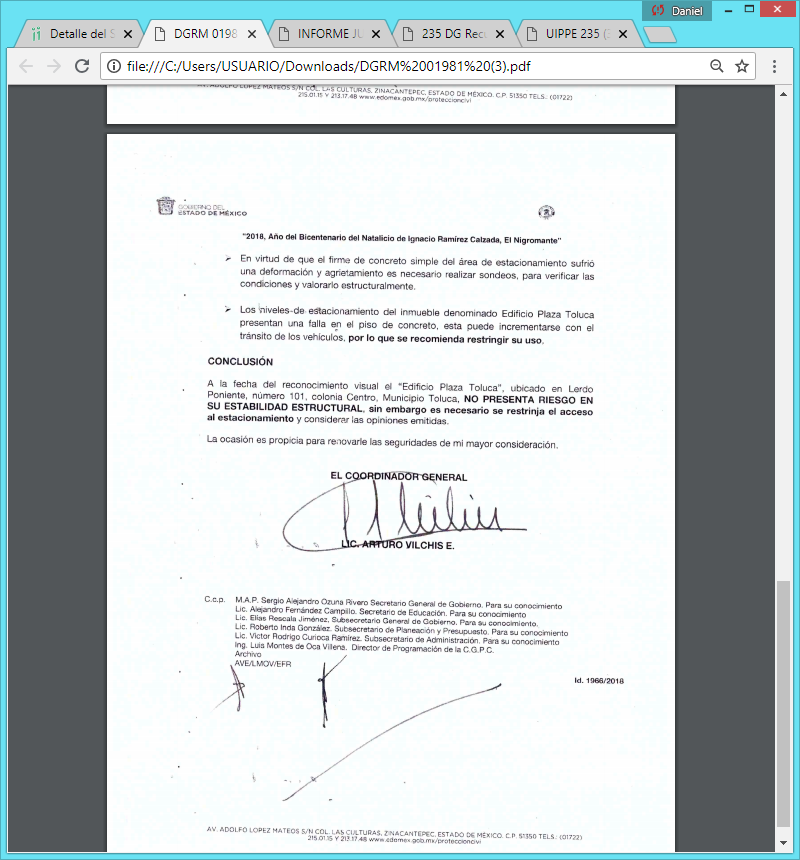 Daniel
Detalle del S
DGRM 0198
INFORME JU
235 DG Rec
UIPPE 235 (3
file:///C:/Users/USUARIO/Downloads/DGRM%2001981%20(3).pdf
AV. ADOLFO LOPEZ MATEOS S/N COL. LAS CULTURAS, ZINACANTEPEC, ESTADO DE MÉXICO. C.P. 51350 TELS.: (01722)
215.01.15 Y 213.17.48 www.edomex.gob.mx/proteccioncivi
GOBIERNO DEL
ESTADO DE MÉXICO
"2018, Año del Bicentenario del Natalicio de Ignacio Ramírez Calzada, El Nigromante"
➢ En virtud de que el firme de concreto simple del área de estacionamiento sufrió
una deformación y agrietamiento es necesario realizar sondeos, para verificar las
condiciones y valorarlo estructuralmente.
➢ Los niveles de estacionamiento del inmueble denominado Edificio Plaza Toluca
presentan una falla en el piso de concreto, esta puede incrementarse con el
tránsito de los vehículos, por lo que se recomienda restringir su uso.
CONCLUSIÓN
A la fecha del reconocimiento visual el "Edificio Plaza Toluca", ubicado en Lerdo
Poniente, número 101, colonia Centro, Municipio Toluca, NO PRESENTA RIESGO EN
SU ESTABILIDAD ESTRUCTURAL, sin embargo es necesario se restrinja el acceso
al estacionamiento y considerar las opiniones emitidas.
La ocasión es propicia para renovarle las seguridades de mi mayor consideración.
EL COORDINADOR GENERAL
LIC. ARTURO VILCHIS E.
C.c.p. M.A.P. Sergio Alejandro Ozuna Rivero Secretario General de Gobierno. Para su conocimiento
Lic. Alejandro Fernández Campillo. Secretario de Educación. Para su conocimiento
Lic. Elías Rescala Jiménez. Subsecretario General de Gobierno. Para su conocimiento.
Lic. Roberto Inda González. Subsecretario de Planeación y Presupuesto. Para su conocimiento
Lic. Victor Rodrigo Curioca Ramírez. Subsecretario de Administración. Para su conocimiento
Ing. Luis Montes de Oca Villena. Director de Programación de la C.G.P.C.
Archivo
AVE/LMOV/EFR
Id. 1966/2018
AV. ADOLFO LOPEZ MATEOS S/N COL. LAS CULTURAS, ZINACANTEPEC, ESTADO DE MÉXICO. C.P. 51350 TELS.: (01722)
215.01.15 Y 213.17.48 www.edomex.gob.mx/proteccioncivi